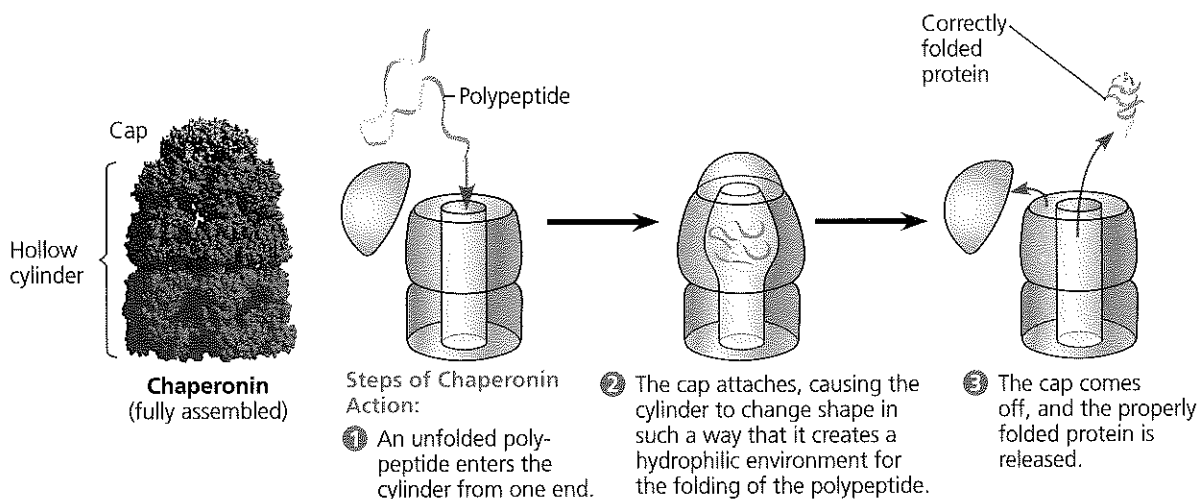 Correctly
folded
protein
Polypeptide
Cap
Hollow
cylinder
Chaperonin
(fully assembled)
Steps of Chaperonin
Action:
1 An unfolded poly-
peptide enters the
cylinder from one end.
2 The cap attaches, causing the
cylinder to change shape in
such a way that it creates a
hydrophilic environment for
the folding of the polypeptide.
3 The cap comes
off, and the properly
folded protein is
released.